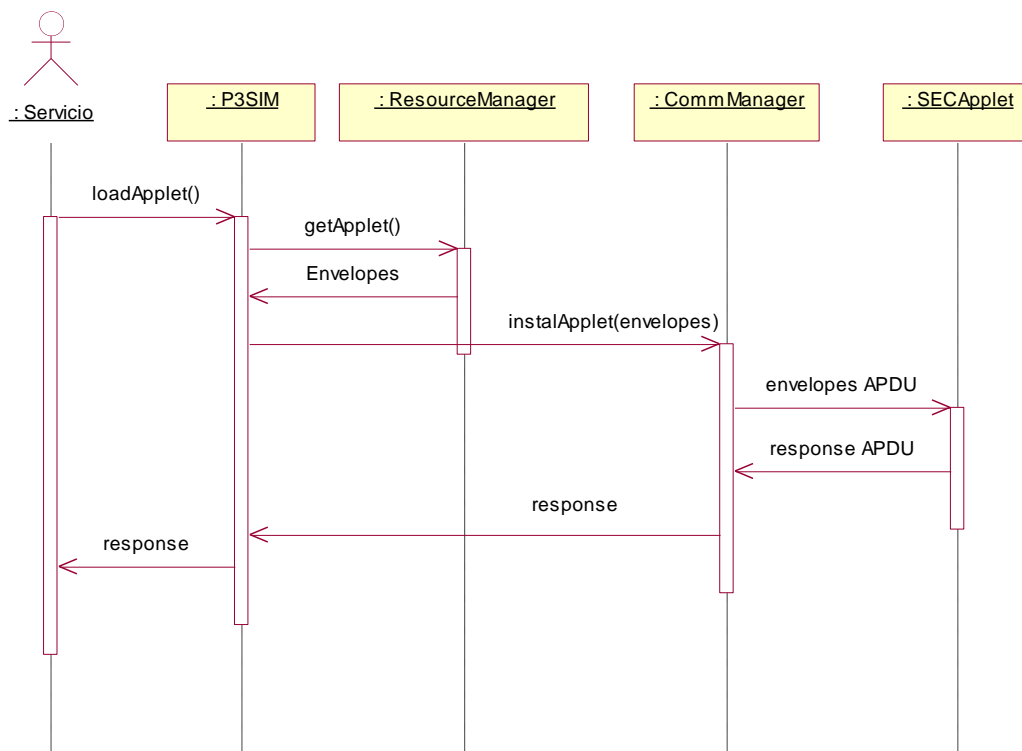 : Servicio
: P3SIM
: ResourceManager
: CommManager
: SECApplet
loadApplet()
getApplet()
Envelopes
instalApplet(envelopes)
envelopes APDU
response APDU
response
response